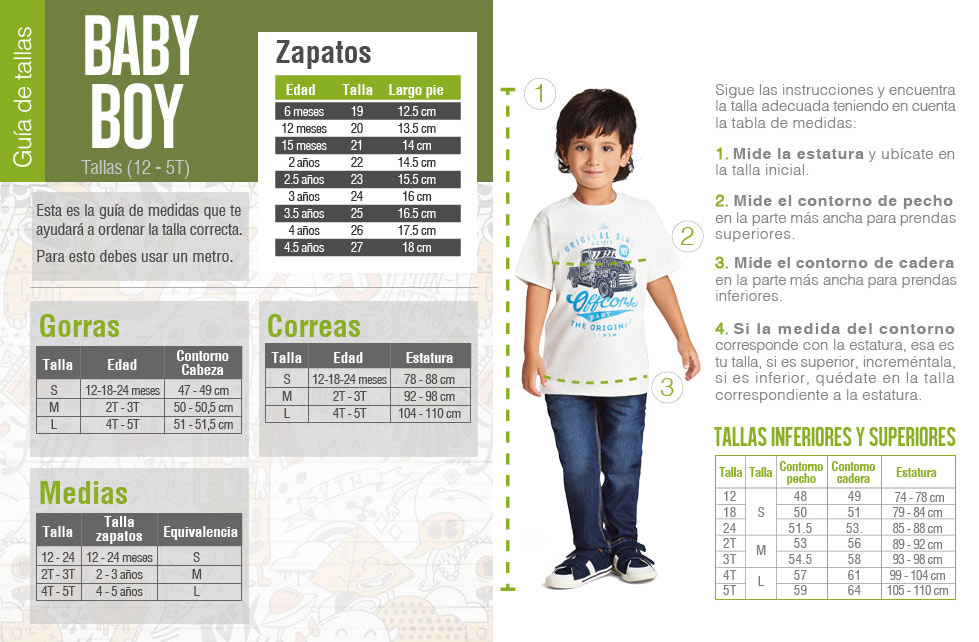 Guía de tallas
BABY
BOY
Tallas (12 - 5T)
Esta es la guía de medidas que te
ayudará a ordenar la talla correcta.
Para esto debes usar un metro.
Zapatos
Edad Talla Largo pie
6 meses 19 12.5 cm
12 meses 20 13.5 cm
15 meses 21 14 cm
2 años 22 14.5 cm
2.5 años 23 15.5 cm
3 años 24 16 cm
3.5 años 25 16.5 cm
4 años 26 17.5 cm
4.5 años 27 18 cm
Gorras
Talla Edad Contorno Cabeza
S 12-18-24 meses 47 - 49 cm
M 2T - 3T 50 - 50,5 cm
L 4T - 5T 51 - 51,5 cm
Correas
Talla Edad Estatura
S 12-18-24 meses 78 - 88 cm
M 2T - 3T 92 - 98 cm
L 4T - 5T 104 - 110 cm
Medias
Talla Talla zapatos Equivalencia
12 - 24 12 - 24 meses S
2T - 3T 2 - 3 años M
4T - 5T 4 - 5 años L
1
2
3
The
ORIGINAL
Offcorss
BABY
THE ORIGINAL
Sigue las instrucciones y encuentra
la talla adecuada teniendo en cuenta
la tabla de medidas:
1. Mide la estatura y ubícate en
la talla inicial.
2. Mide el contorno de pecho
en la parte más ancha para prendas
superiores.
3. Mide el contorno de cadera
en la parte más ancha para prendas
inferiores.
4. Si la medida del contorno
corresponde con la estatura, esa es
tu talla, si es superior, increméntala,
si es inferior, quédate en la talla
correspondiente a la estatura.
TALLAS INFERIORES Y SUPERIORES
Talla Talla Contorno pecho Contorno cadera Estatura
12 48 49 74 - 78 cm
18 S 50 51 79 - 84 cm
24 51.5 53. 85 - 88 cm
2T M 53 56 89 - 92 cm
3T 54.5 58 93 - 98 cm
4T L 57 61 99 - 104 cm
5T 59 64 105 - 110 cm